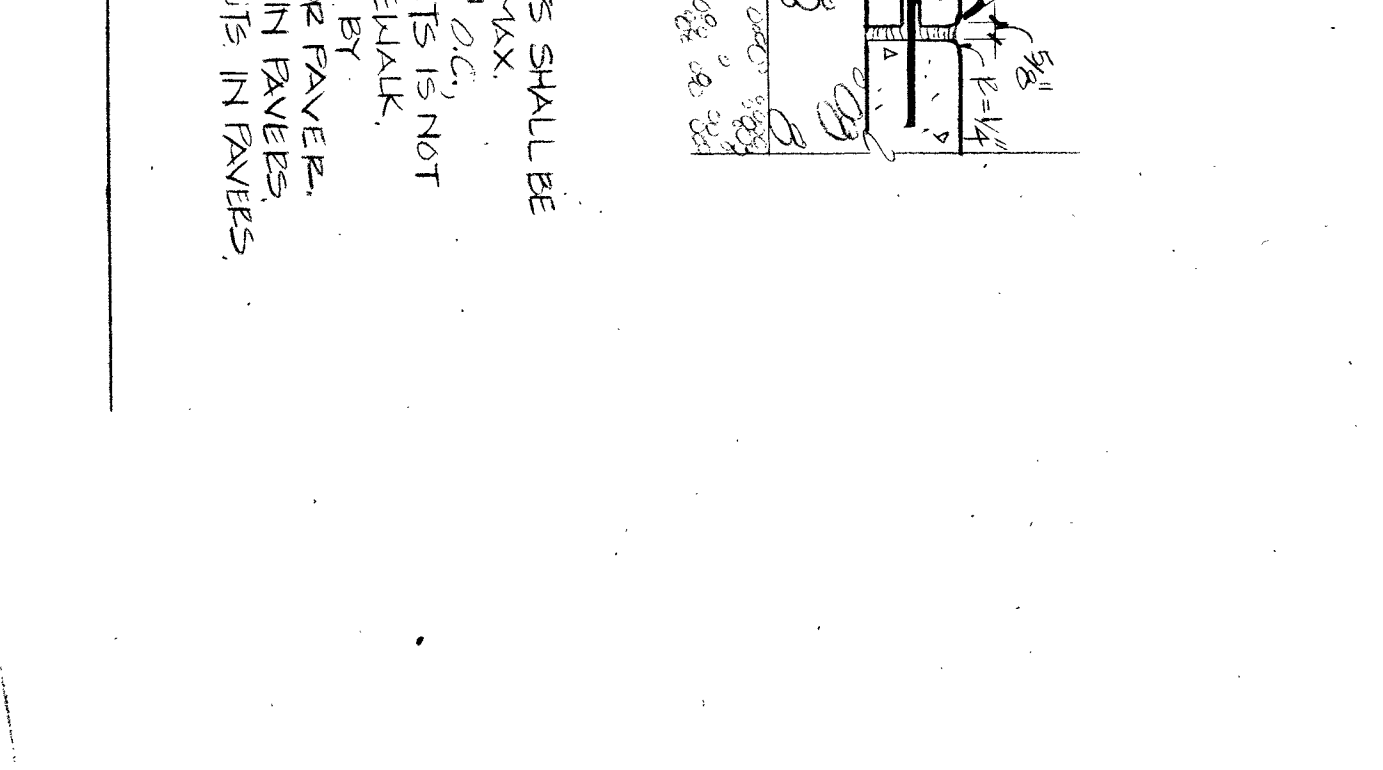 5/8"
R=1/4"
S SHALL BE
MAX.
O.C.,
TS IS NOT
EWALK.
BY
R PAVER.
IN PAVERS.
UTS IN PAVERS.